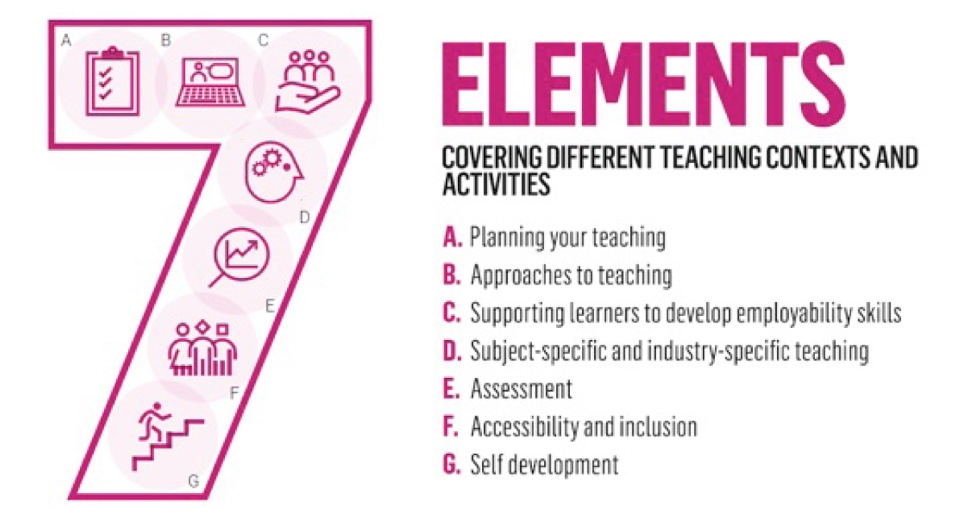 A B C
D
E
F
G
ELEMENTS
COVERING DIFFERENT TEACHING CONTEXTS AND
ACTIVITIES
A. Planning your teaching
B. Approaches to teaching
C. Supporting learners to develop employability skills
D. Subject-specific and industry-specific teaching
E. Assessment
F. Accessibility and inclusion
G. Self development